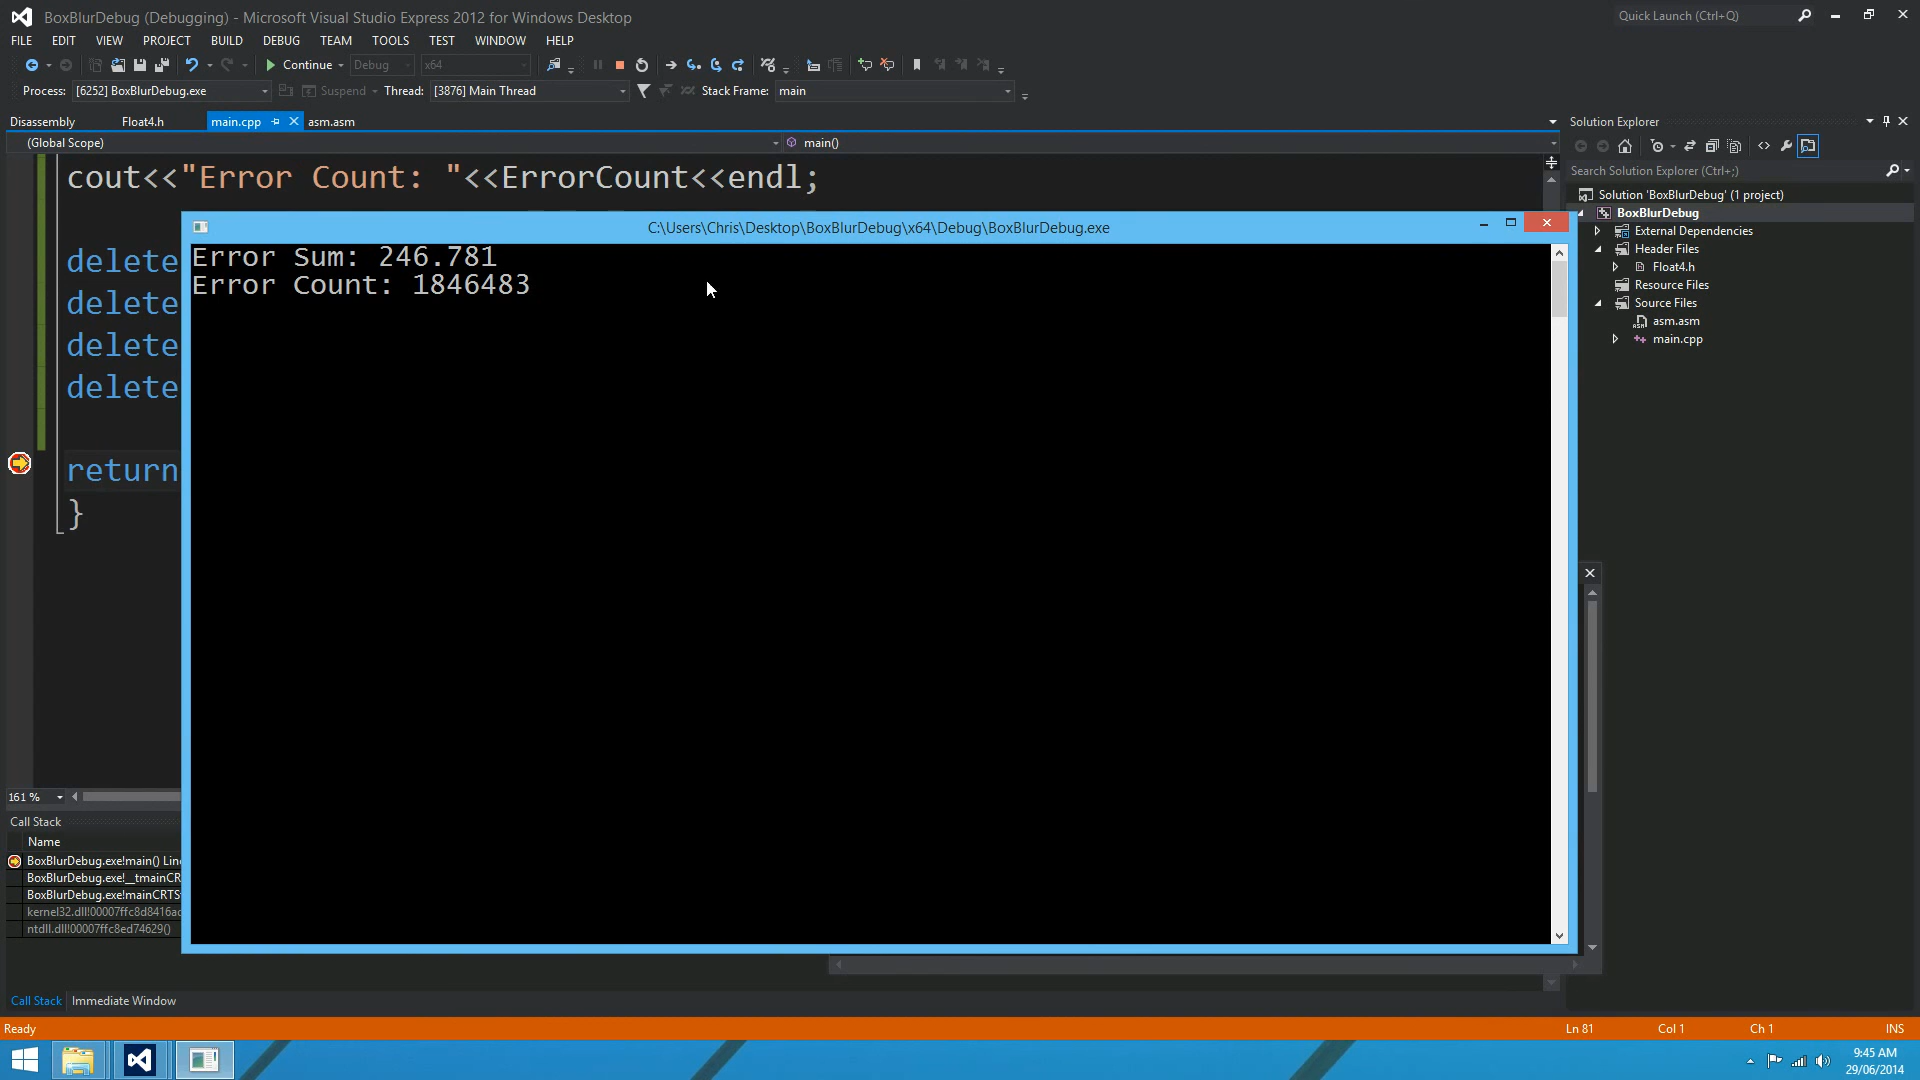 BoxBlurDebug (Debugging) - Microsoft Visual Studio Express 2012 for Windows Desktop
Quick Launch (Ctrl+Q)
FILE EDIT VIEW PROJECT BUILD DEBUG TEAM TOOLS TEST WINDOW HELP
Continue Debug x64
Process: [6252] BoxBlurDebug.exe Suspend Thread: [3876] Main Thread Stack Frame: main
Disassembly Float4.h main.cpp asm.asm
(Global Scope) main()
cout<<"Error Count: "<<ErrorCount<<endl;
delete
delete
delete
delete
return
}
C:\Users\Chris\Desktop\BoxBlurDebug\x64\Debug\BoxBlurDebug.exe
Error Sum: 246.781
Error Count: 1846483
Solution Explorer
Search Solution Explorer (Ctrl+;)
Solution 'BoxBlurDebug' (1 project)
BoxBlurDebug
External Dependencies
Header Files
Float4.h
Resource Files
Source Files
asm.asm
main.cpp
161 %
Call Stack
Name
BoxBlurDebug.exe!main() Line
BoxBlurDebug.exe!__tmainCR
BoxBlurDebug.exe!mainCRTS
kernel32.dll!00007ffc8d8416ad
ntdll.dll!00007ffc8ed74629()
Call Stack Immediate Window
Ready Ln 81 Col 1 Ch 1 INS
9:45 AM
29/06/2014